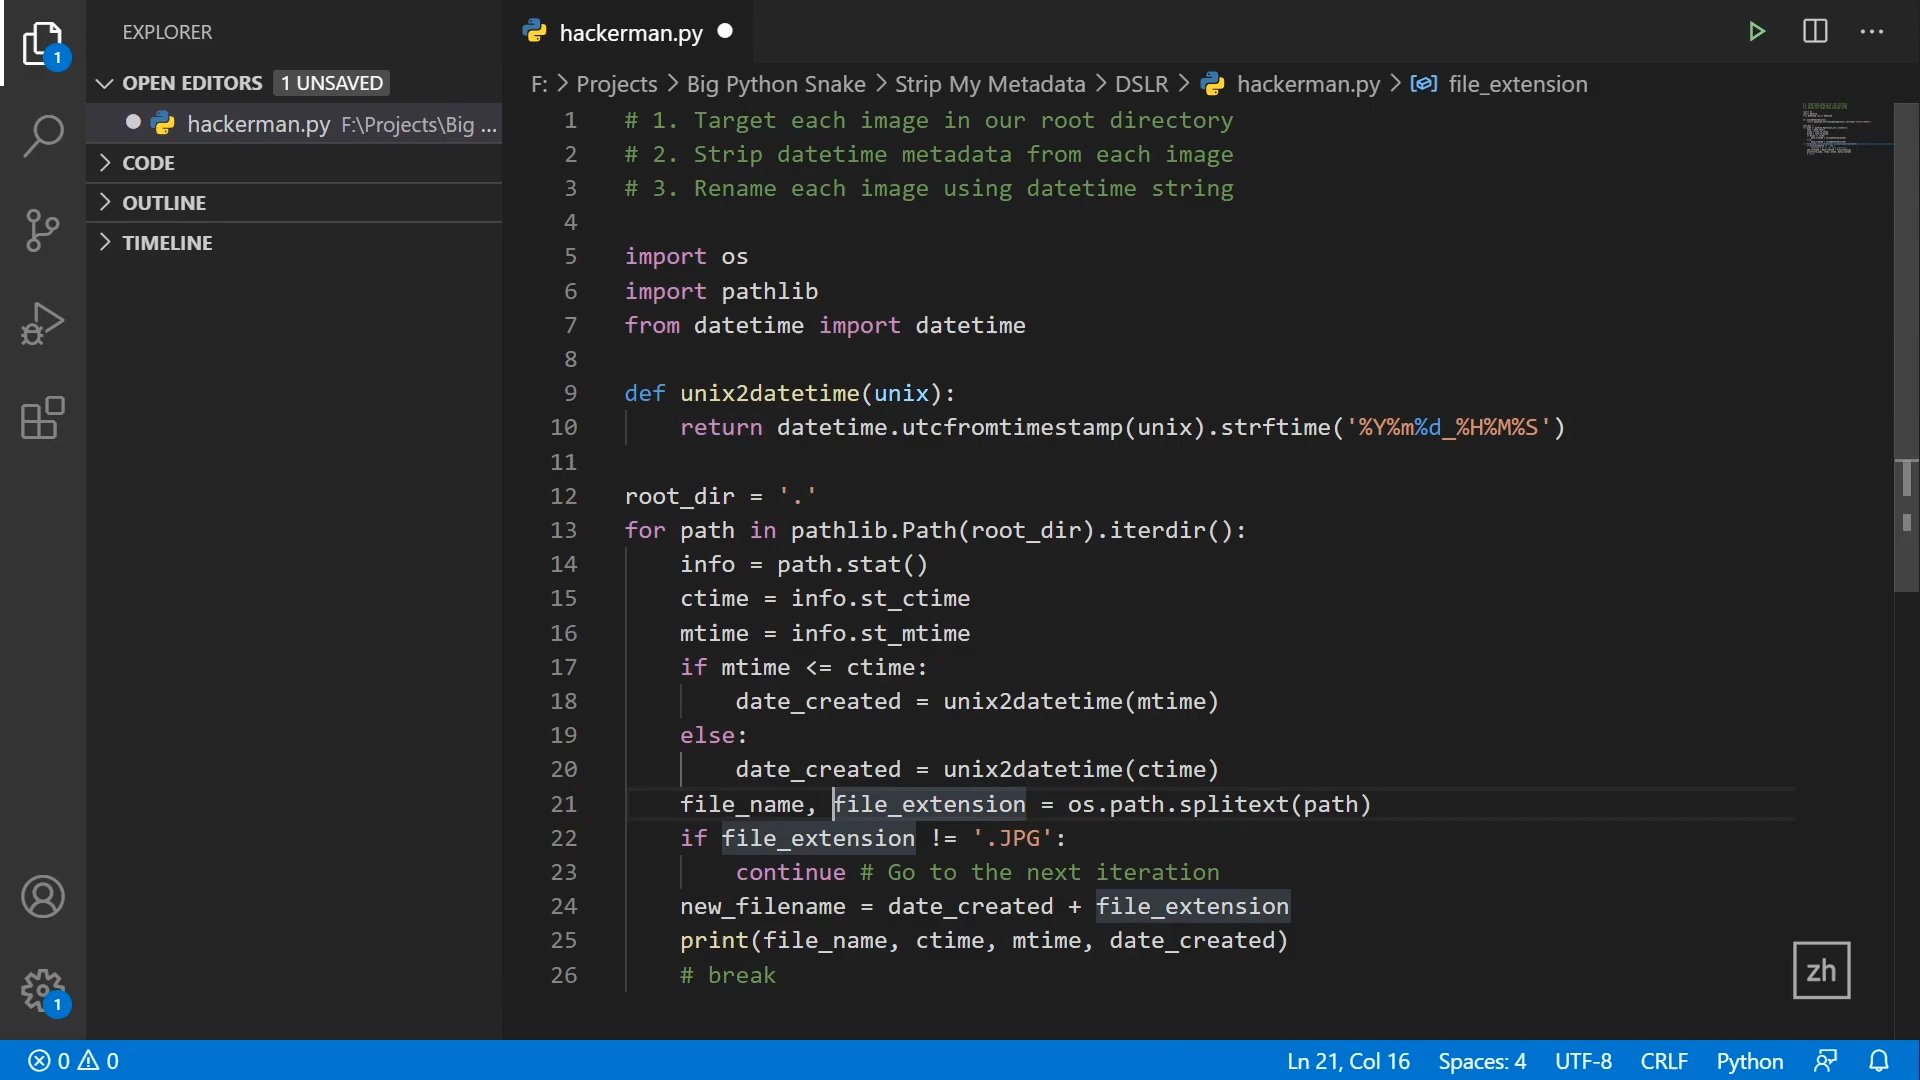 EXPLORER
OPEN EDITORS 1 UNSAVED
hackerman.py F:\Projects\Big ...
CODE
OUTLINE
TIMELINE
1
1
hackerman.py
F: > Projects > Big Python Snake > Strip My Metadata > DSLR > hackerman.py > file_extension
1 # 1. Target each image in our root directory
2 # 2. Strip datetime metadata from each image
3 # 3. Rename each image using datetime string
4
5 import os
6 import pathlib
7 from datetime import datetime
8
9 def unix2datetime(unix):
10     return datetime.utcfromtimestamp(unix).strftime('%Y%m%d_%H%M%S')
11
12 root_dir = '.'
13 for path in pathlib.Path(root_dir).iterdir():
14     info = path.stat()
15     ctime = info.st_ctime
16     mtime = info.st_mtime
17     if mtime <= ctime:
18         date_created = unix2datetime(mtime)
19     else:
20         date_created = unix2datetime(ctime)
21     file_name, file_extension = os.path.splitext(path)
22     if file_extension != '.JPG':
23         continue # Go to the next iteration
24     new_filename = date_created + file_extension
25     print(file_name, ctime, mtime, date_created)
26     # break
zh
0 0
Ln 21, Col 16 Spaces: 4 UTF-8 CRLF Python